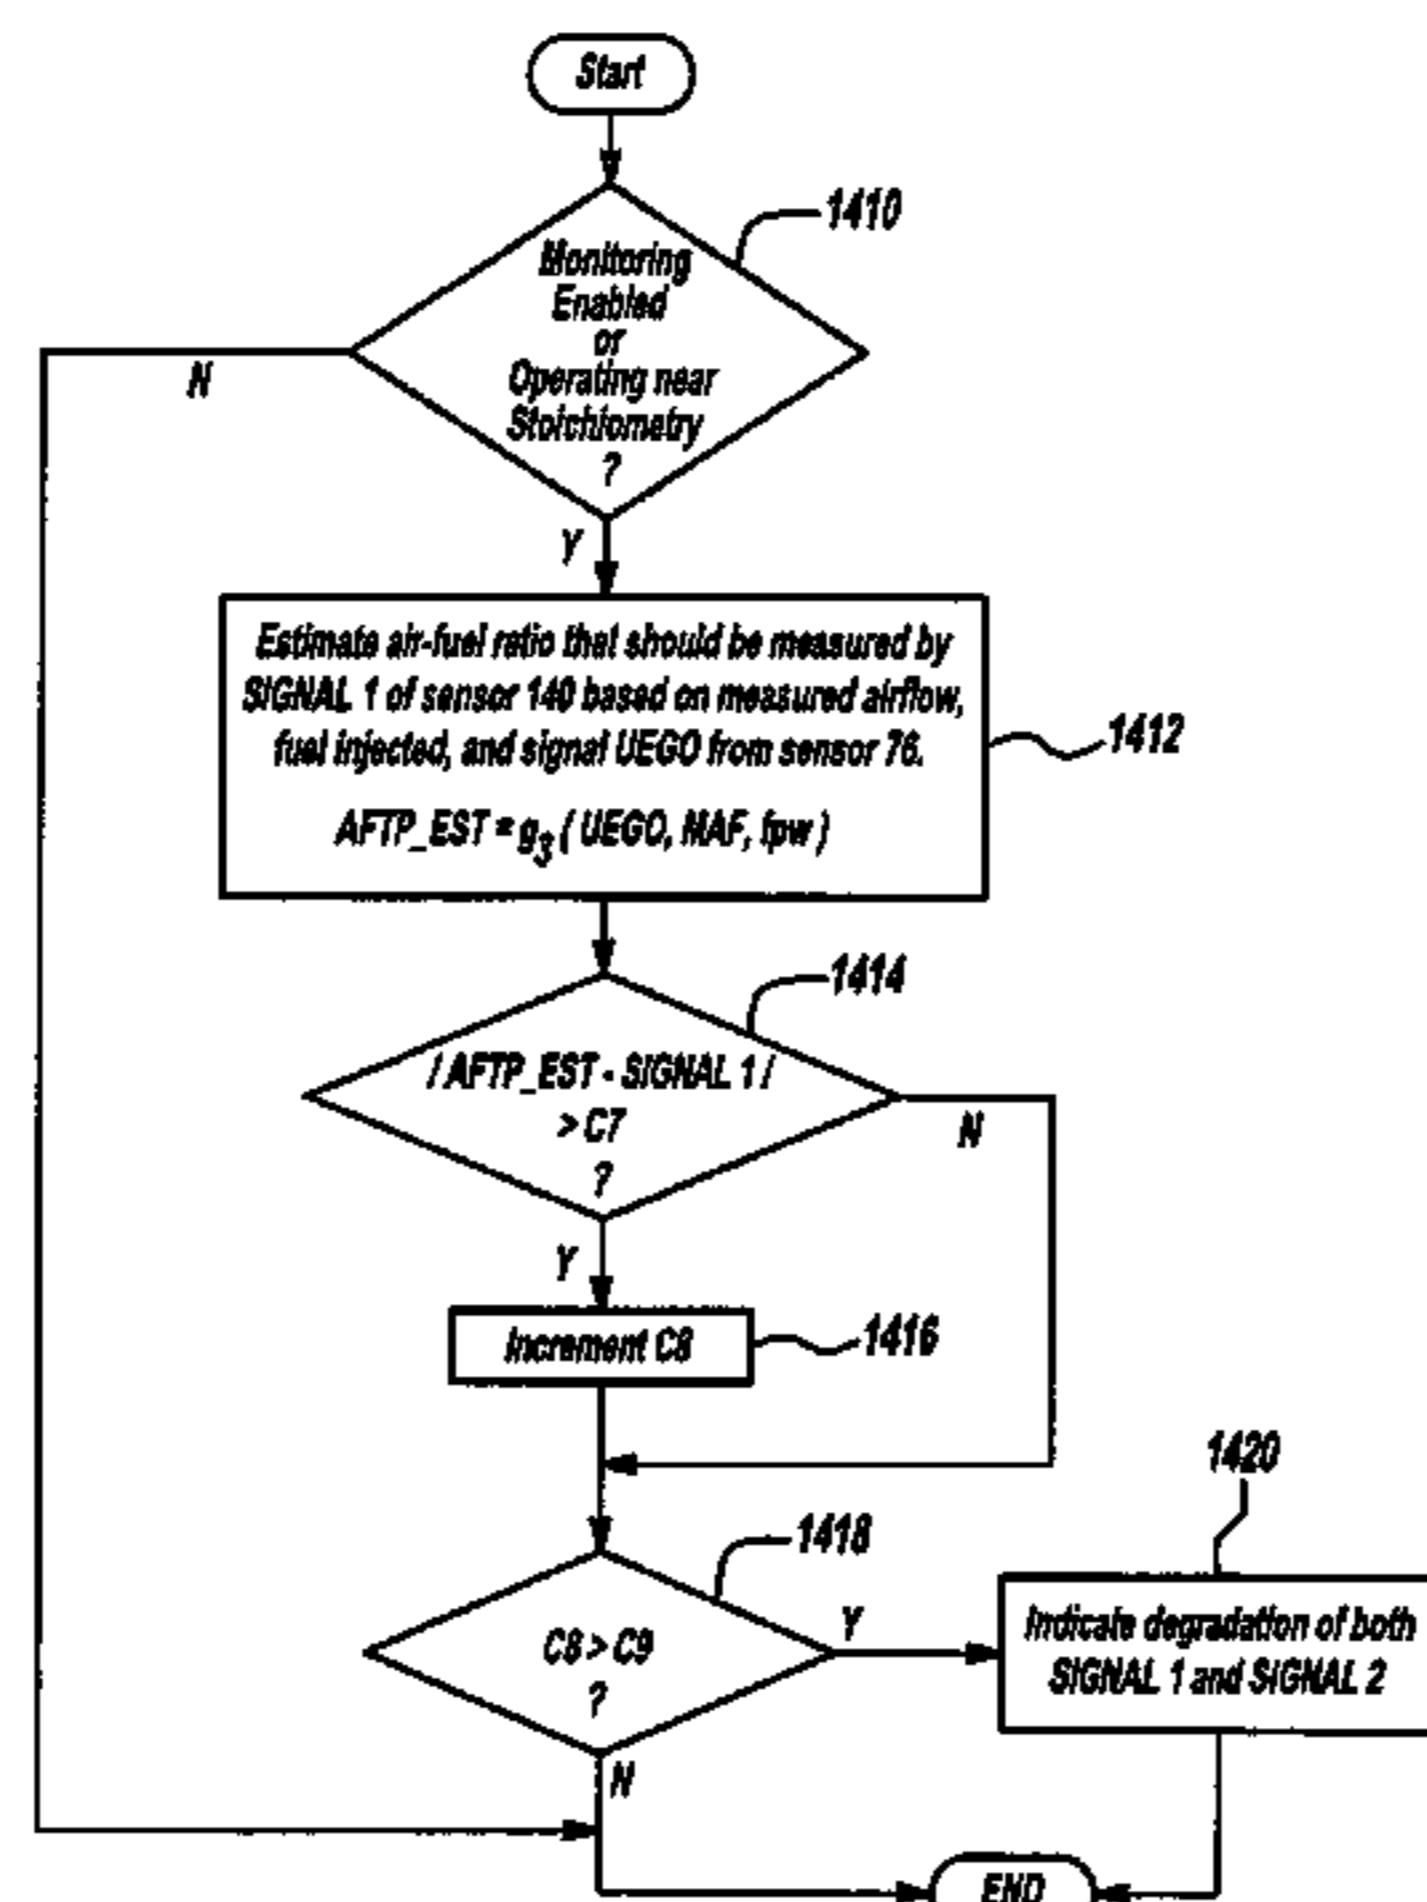 Start
1410
Monitoring
Enabled
or
Operating near
Stoichiometry
?
N
Y
Estimate air-fuel ratio that should be measured by
SIGNAL 1 of sensor 140 based on measured airflow,
fuel injected, and signal UEGO from sensor 76.
AFTP_EST = g3 ( UEGO, MAF, fpw )
1412
1414
/ AFTP_EST - SIGNAL 1 /
> C7
?
N
Y
Increment C8
1416
1420
1418
C8 > C9
?
Y
Indicate degradation of both
SIGNAL 1 and SIGNAL 2
N
END